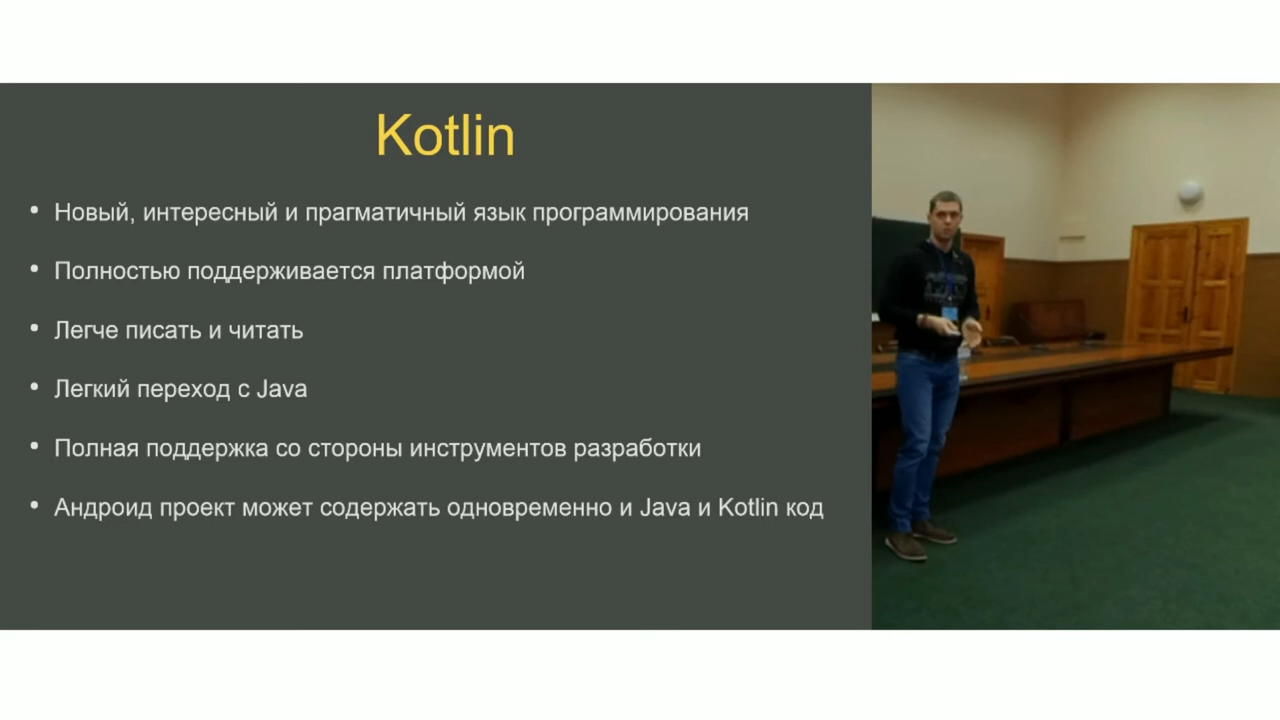 Kotlin
• Новый, интересный и прагматичный язык программирования
• Полностью поддерживается платформой
• Легче писать и читать
• Легкий переход с Java
• Полная поддержка со стороны инструментов разработки
• Андроид проект может содержать одновременно и Java и Kotlin код